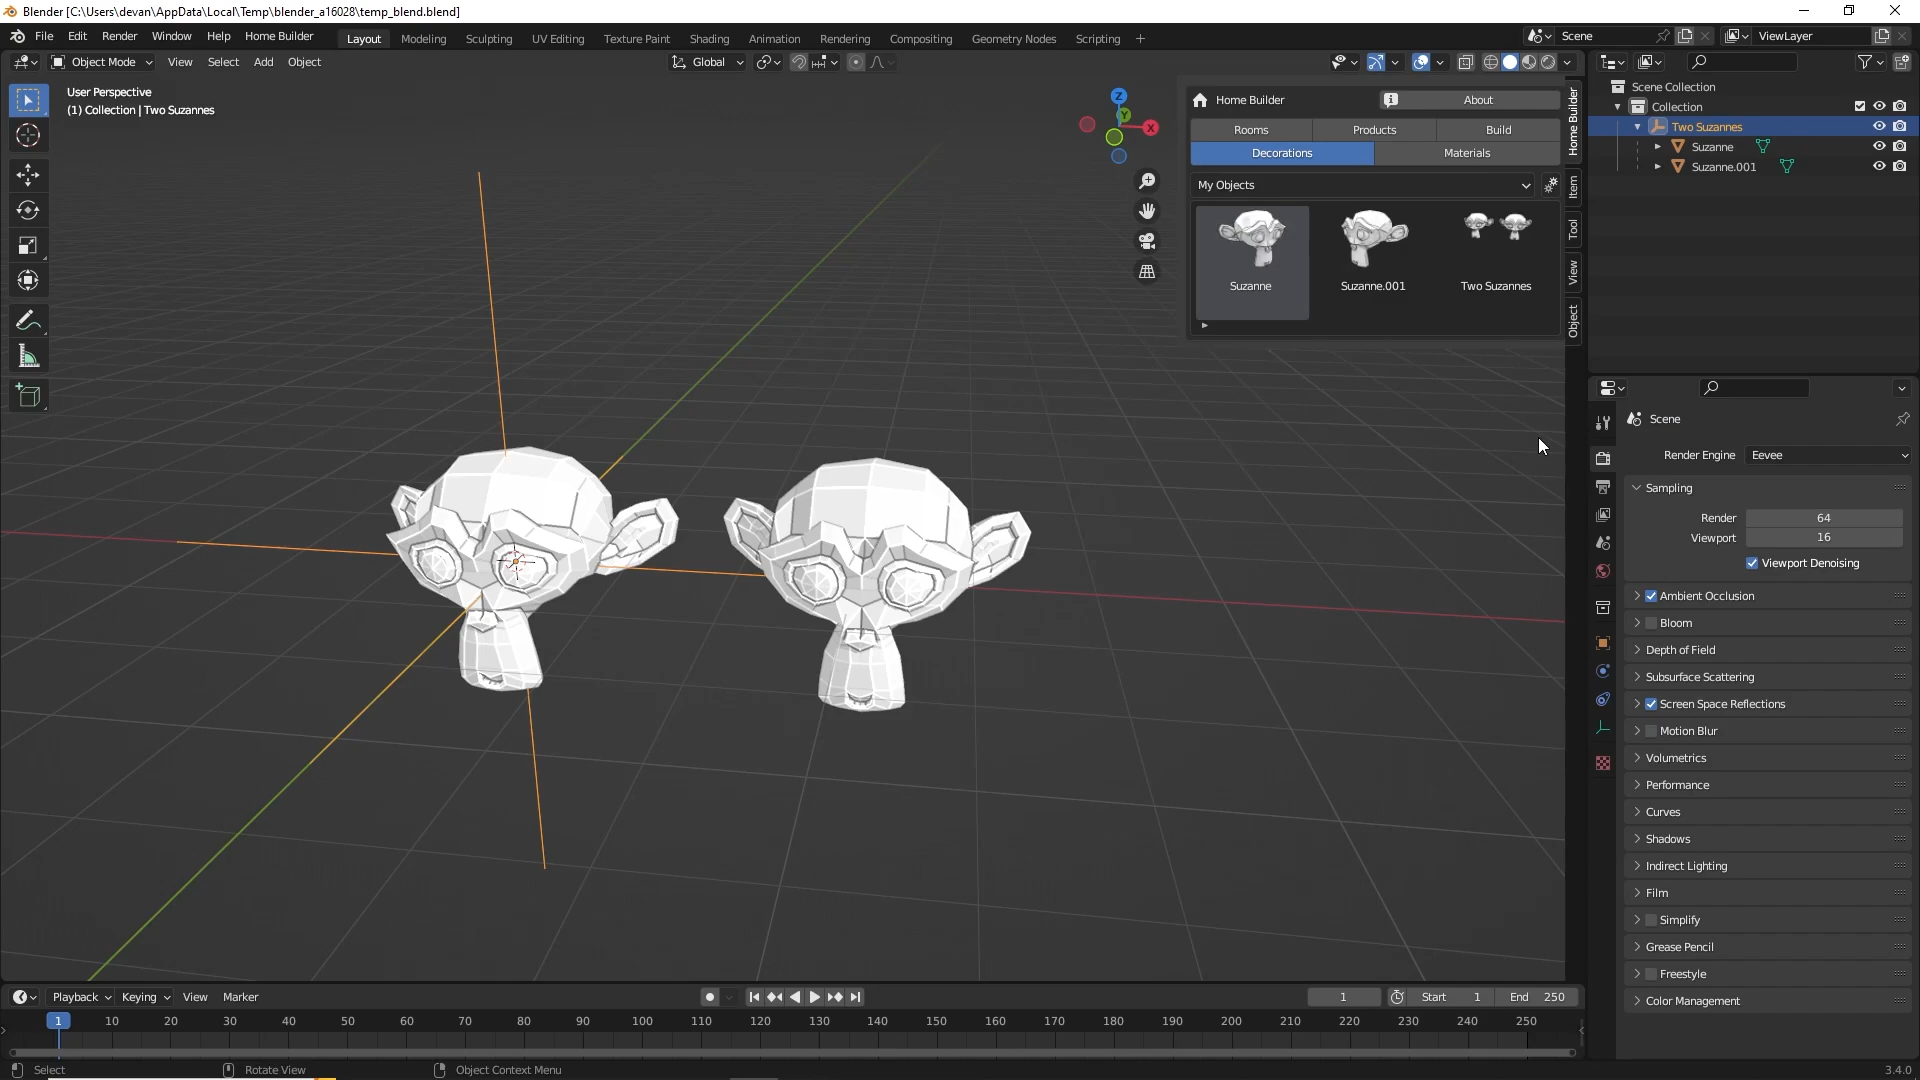 Blender [C:\Users\devan\AppData\Local\Temp\blender_a16028\temp_blend.blend]
File Edit Render Window Help Home Builder Layout Modeling Sculpting UV Editing Texture Paint Shading Animation Rendering Compositing Geometry Nodes Scripting + Scene ViewLayer
Object Mode View Select Add Object Global
User Perspective
(1) Collection | Two Suzannes
Z
Y
X
Home Builder About
Rooms Products Build
Decorations Materials
My Objects
Suzanne Suzanne.001 Two Suzannes
Home Builder
Item
Tool
View
Object
Scene Collection
Collection
Two Suzannes
Suzanne
Suzanne.001
Scene
Render Engine Eevee
Sampling
Render 64
Viewport 16
Viewport Denoising
Ambient Occlusion
Bloom
Depth of Field
Subsurface Scattering
Screen Space Reflections
Motion Blur
Volumetrics
Performance
Curves
Shadows
Indirect Lighting
Film
Simplify
Grease Pencil
Freestyle
Color Management
Playback Keying View Marker 1 Start 1 End 250
1 10 20 30 40 50 60 70 80 90 100 110 120 130 140 150 160 170 180 190 200 210 220 230 240 250
Select Rotate View Object Context Menu 3.4.0